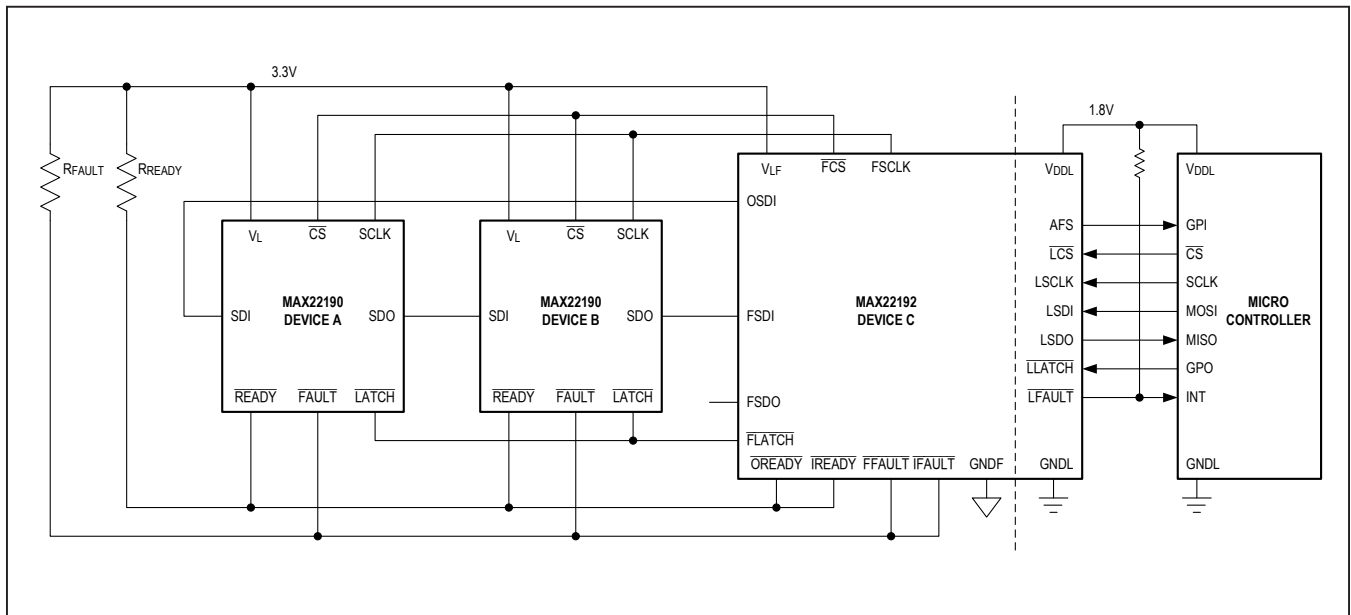 3.3V
1.8V
RFAULT
RREADY
VL
CS
SCLK
MAX22190
DEVICE A
SDI
SDO
READY
FAULT
LATCH
VL
CS
SCLK
MAX22190
DEVICE B
SDI
SDO
READY
FAULT
LATCH
VLF
FCS
FSCLK
OSDI
MAX22192
DEVICE C
FSDI
FSDO
FLATCH
OREADY
IREADY
FFAULT
IFAULT
GNDF
VDDL
AFS
LCS
LSCLK
LSDI
LSDO
LLATCH
LFAULT
GNDL
VDDL
GPI
CS
SCLK
MOSI
MICRO
CONTROLLER
MISO
GPO
INT
GNDL